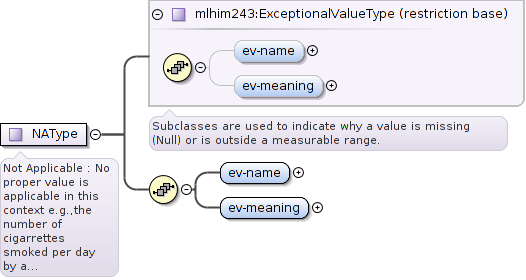 mlhim243:ExceptionalValueType (restriction base)
ev-name
ev-meaning
Subclasses are used to indicate why a value is missing
(Null) or is outside a measurable range.
NAType
Not Applicable : No
proper value is
applicable in this
context e.g.,the
number of
cigarrettes
smoked per day
by a...
ev-name
ev-meaning